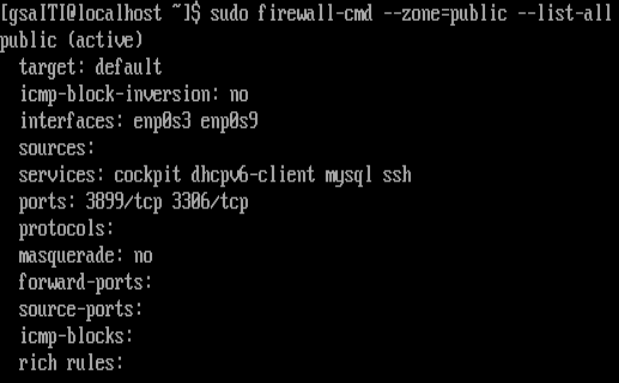 [gsaITI@localhost ~]$ sudo firewall-cmd --zone=public --list-all
public (active)
  target: default
  icmp-block-inversion: no
  interfaces: enp0s3 enp0s9
  sources:
  services: cockpit dhcpv6-client mysql ssh
  ports: 3899/tcp 3306/tcp
  protocols:
  masquerade: no
  forward-ports:
  source-ports:
  icmp-blocks:
  rich rules: